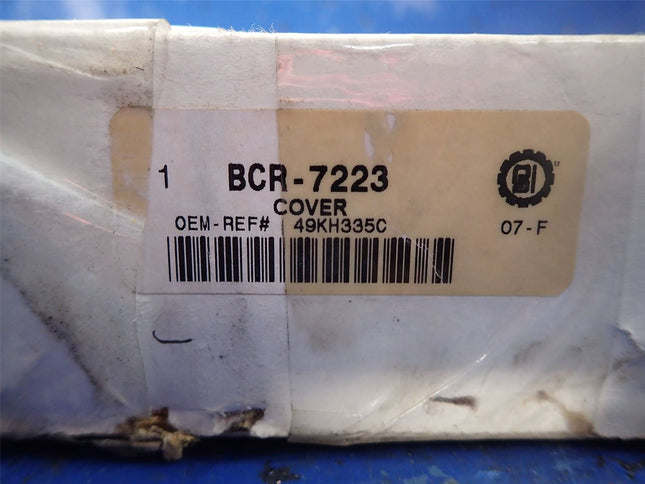 1 BCR-7223
COVER
OEM-REF# 49KH335C
07-F